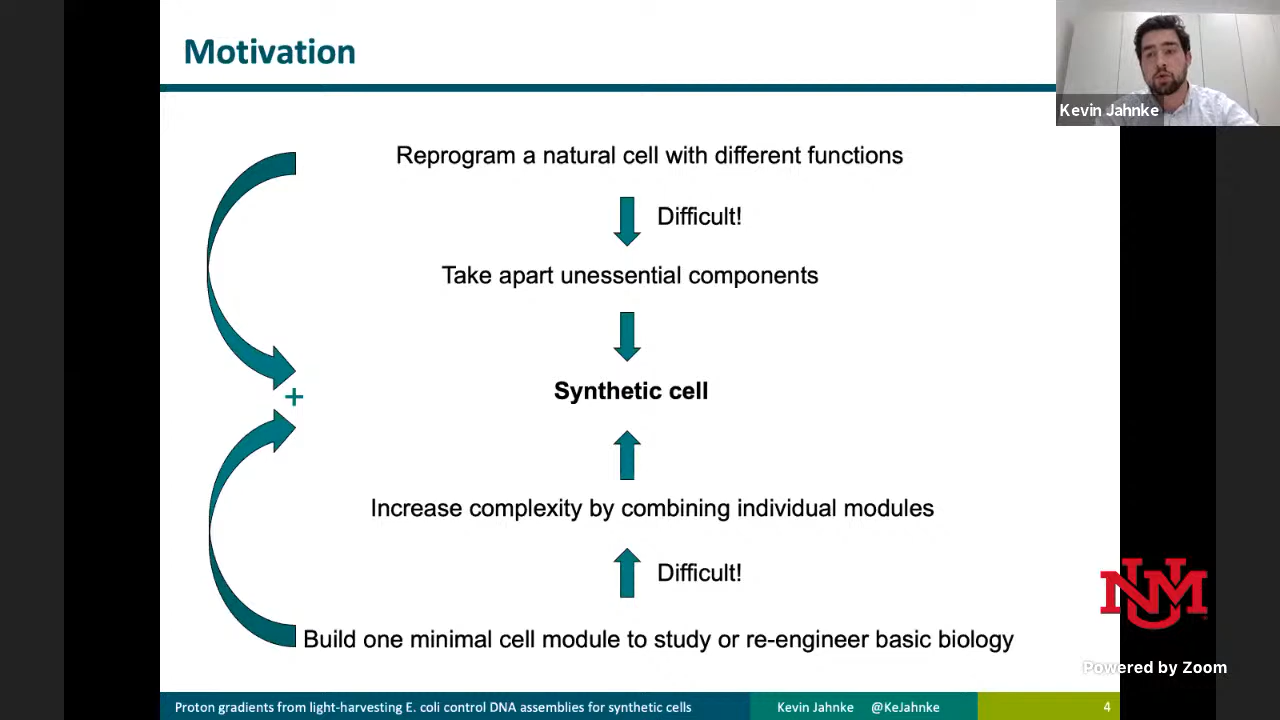 Motivation
Kevin Jahnke
Reprogram a natural cell with different functions
Difficult!
Take apart unessential components
+
Synthetic cell
Increase complexity by combining individual modules
Difficult!
Build one minimal cell module to study or re-engineer basic biology
UNM
Powered by Zoom
Proton gradients from light-harvesting E. coli control DNA assemblies for synthetic cells
Kevin Jahnke @KeJahnke
4